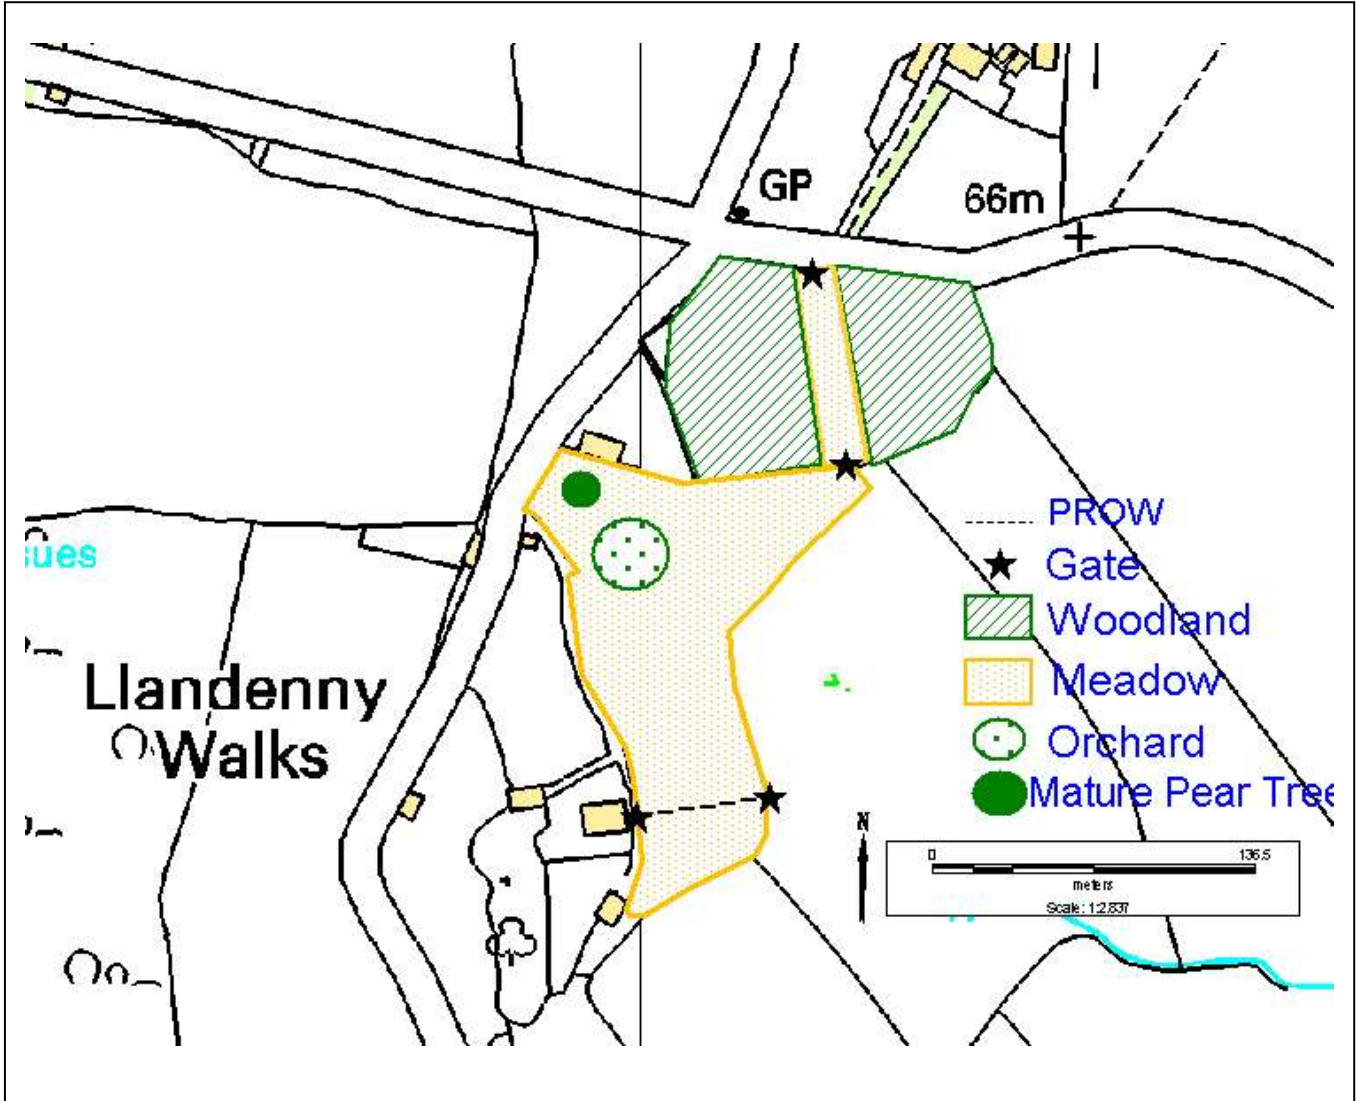 GP
66m
sues
PROW
Gate
Woodland
Llandenny
Walks
Meadow
Orchard
Mature Pear Tree
N
0 136.5
meters
Scale: 1:2,837